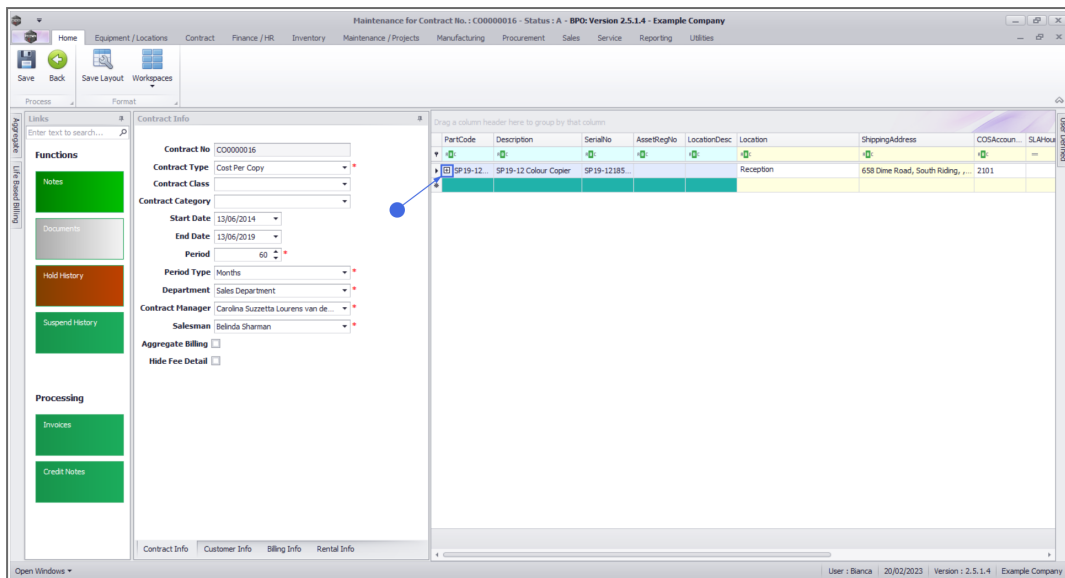 Maintenance for Contract No. : CO0000016 - Status : A - BPO: Version 2.5.1.4 - Example Company
Home Equipment / Locations Contract Finance / HR Inventory Maintenance / Projects Manufacturing Procurement Sales Service Reporting Utilities
Save Back Save Layout Workspaces
Process Format
Aggregate
Life Based Billing
Links
Enter text to search...
Functions
Notes
Documents
Hold History
Suspend History
Processing
Invoices
Credit Notes
Contract Info
Contract No CO0000016
Contract Type Cost Per Copy *
Contract Class
Contract Category
Start Date 13/06/2014
End Date 13/06/2019
Period 60 *
Period Type Months *
Department Sales Department *
Contract Manager Carolina Suzzetta Lourens van de... *
Salesman Belinda Sharman *
Aggregate Billing
Hide Fee Detail
Contract Info Customer Info Billing Info Rental Info
Drag a column header here to group by that column
PartCode Description SerialNo AssetRegNo LocationDesc Location ShippingAddress COSAccoun... SLAHou
SP19-12... SP19-12 Colour Copier SP19-12185... Reception 658 Dime Road, South Riding, ,... 2101
User Defined
Open Windows
User : Bianca 20/02/2023 Version : 2.5.1.4 Example Company